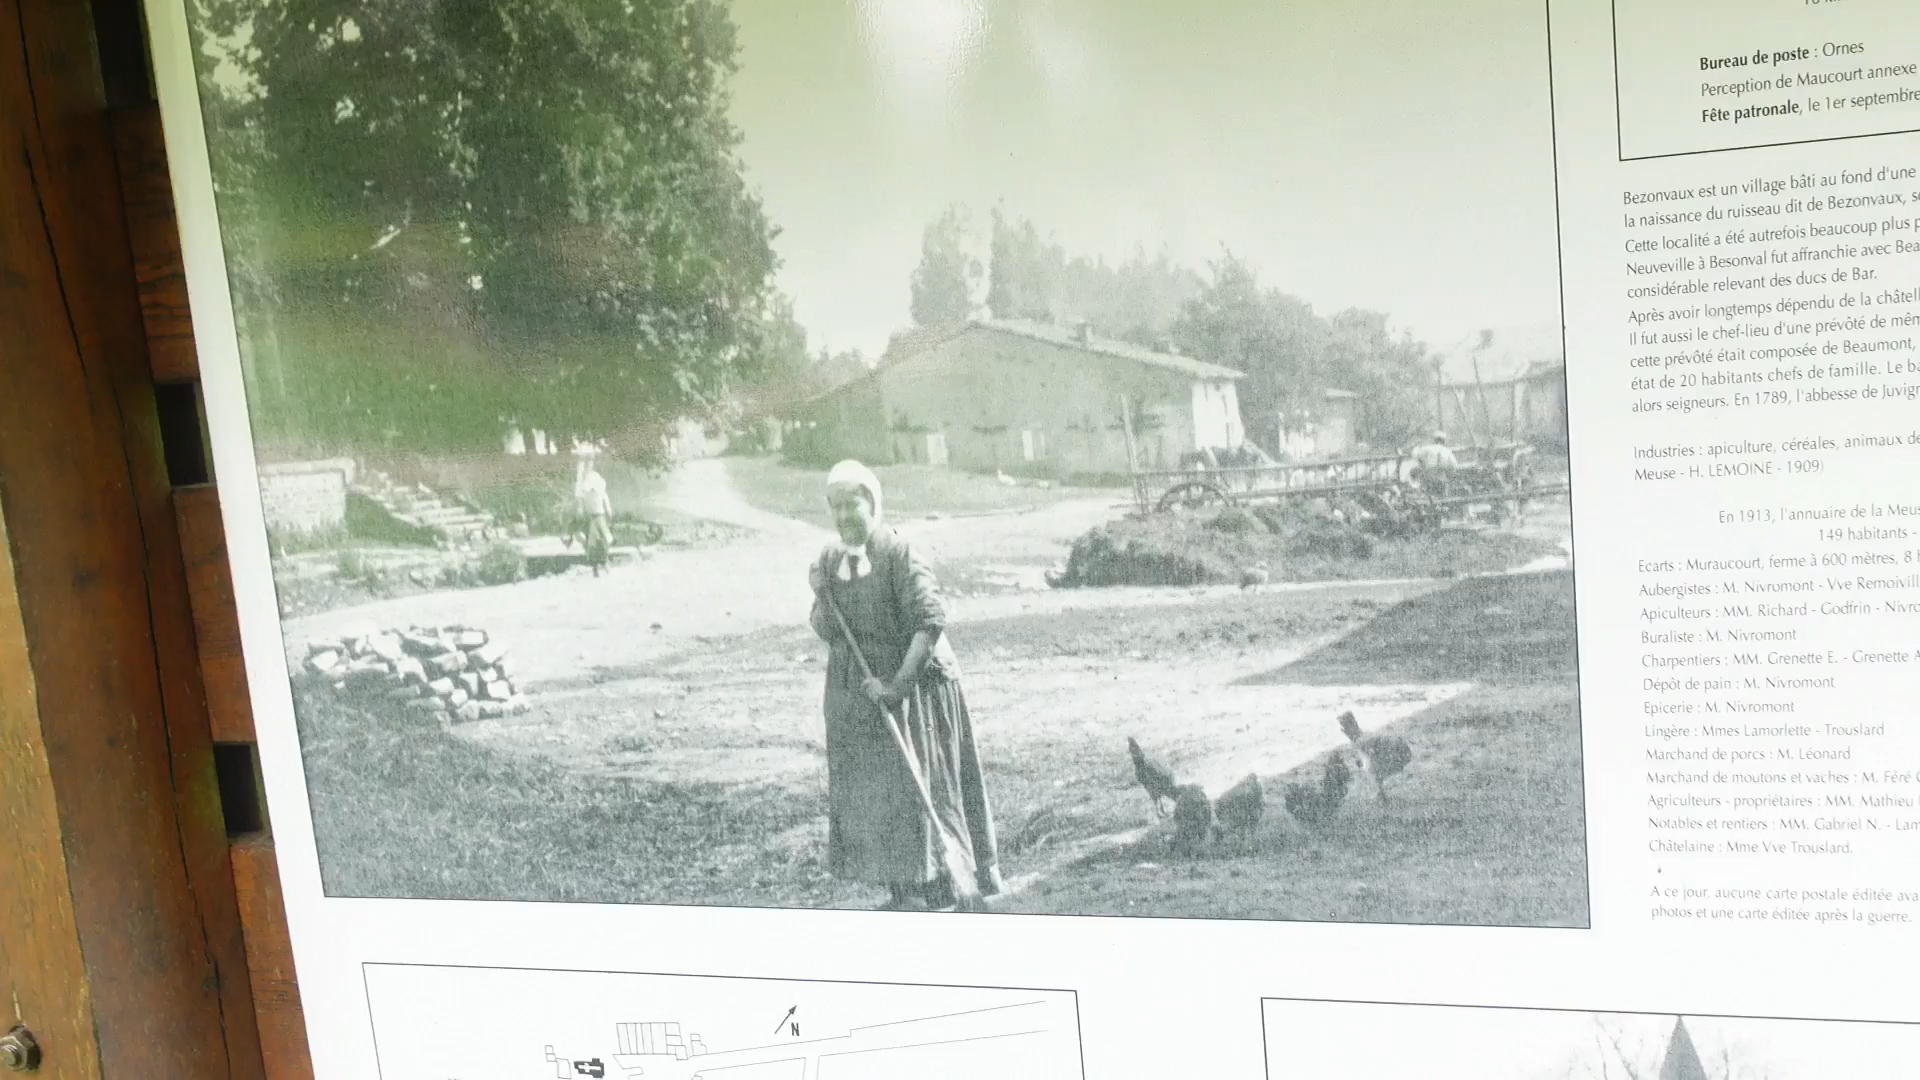 Bureau de poste : Ornes
Perception de Maucourt annexe
Fête patronale, le 1er septembre
Bezonvaux est un village bâti au fond d'une
la naissance du ruisseau dit de Bezonvaux,
Cette localité a été autrefois beaucoup plus
Neuveville à Besonval fut affranchie avec
considérable relevant des ducs de Bar.
Après avoir longtemps dépendu de la
Il fut aussi le chef-lieu d'une prévôté de
cette prévôté était composée de Beaumont,
état de 20 habitants chefs de famille. Le
alors seigneurs. En 1789, l'abbesse de
Industries : apiculture, céréales, animaux
Meuse - H. LEMOINE - 1909)
En 1913, l'annuaire de la
149 habitants -
Ecarts : Muraucourt, ferme à 600 mètres, 8
Aubergistes : M. Nivromont - Vve
Apiculteurs : MM. Richard - Godfrin -
Buraliste : M. Nivromont
Charpentiers : MM. Grenette E. - Grenette
Dépôt de pain : M. Nivromont
Epicerie : M. Nivromont
Lingère : Mmes Lamorlette - Trouslard
Marchand de porcs : M. Léonard
Marchand de moutons et vaches : M. Féré
Agriculteurs - propriétaires : MM. Mathieu
Notables et rentiers : MM. Gabriel N. -
Châtelaine : Mme Vve Trouslard.
A ce jour, aucune carte postale éditée
photos et une carte éditée après la guerre.
N